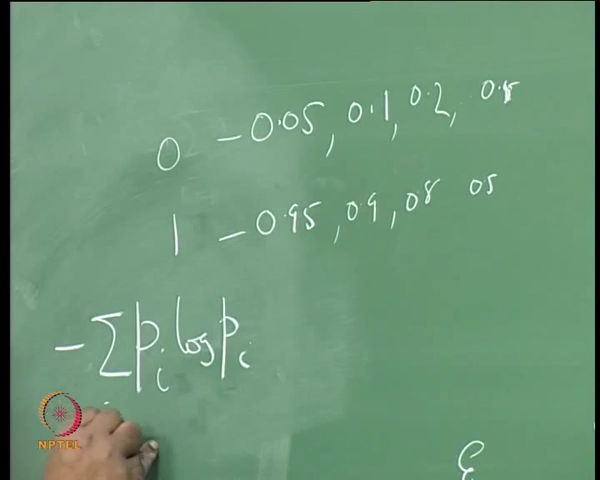 0 – 0.05, 0.1, 0.2, 0.5
1 – 0.95, 0.9, 0.8 0.5
– Σ pᵢ log pᵢ
NPTEL